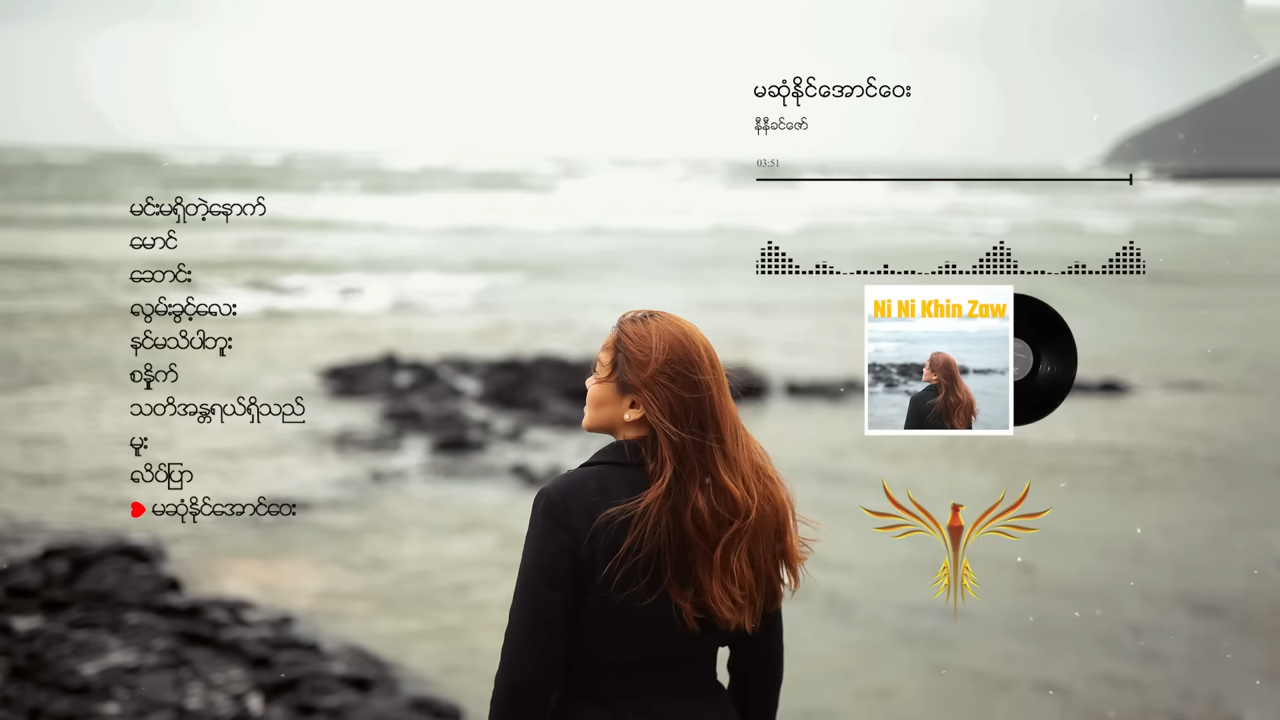 မဆုံနိုင်အောင်ဝေး
နီနီခင်ဇော်
03:51
မင်းမရှိတဲ့နောက်
မောင်
ဆောင်း
လွမ်းခွင့်လေး
နင်မသိပါဘူး
စနှိုက်
သတိအန္တရယ်ရှိသည်
မူး
လိပ်ပြာ
မဆုံနိုင်အောင်ဝေး
Ni Ni Khin Zaw